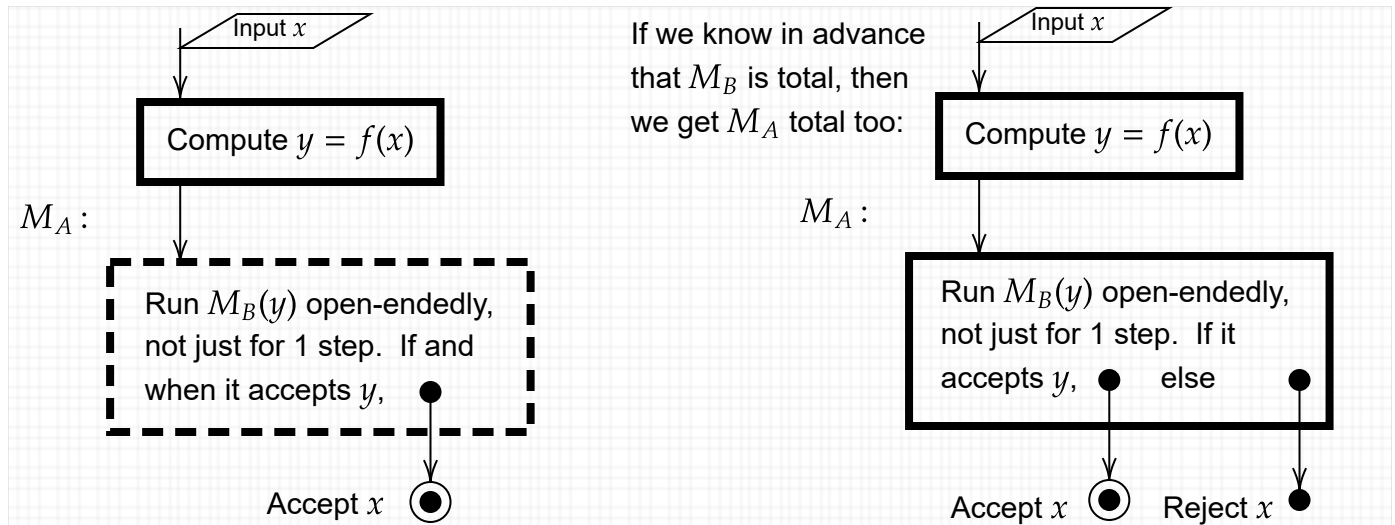 Input x
Compute y = f(x)
M_A :
Run M_B(y) open-endedly,
not just for 1 step. If and
when it accepts y,
Accept x
If we know in advance
that M_B is total, then
we get M_A total too:
Input x
Compute y = f(x)
M_A :
Run M_B(y) open-endedly,
not just for 1 step. If it
accepts y, else
Accept x Reject x